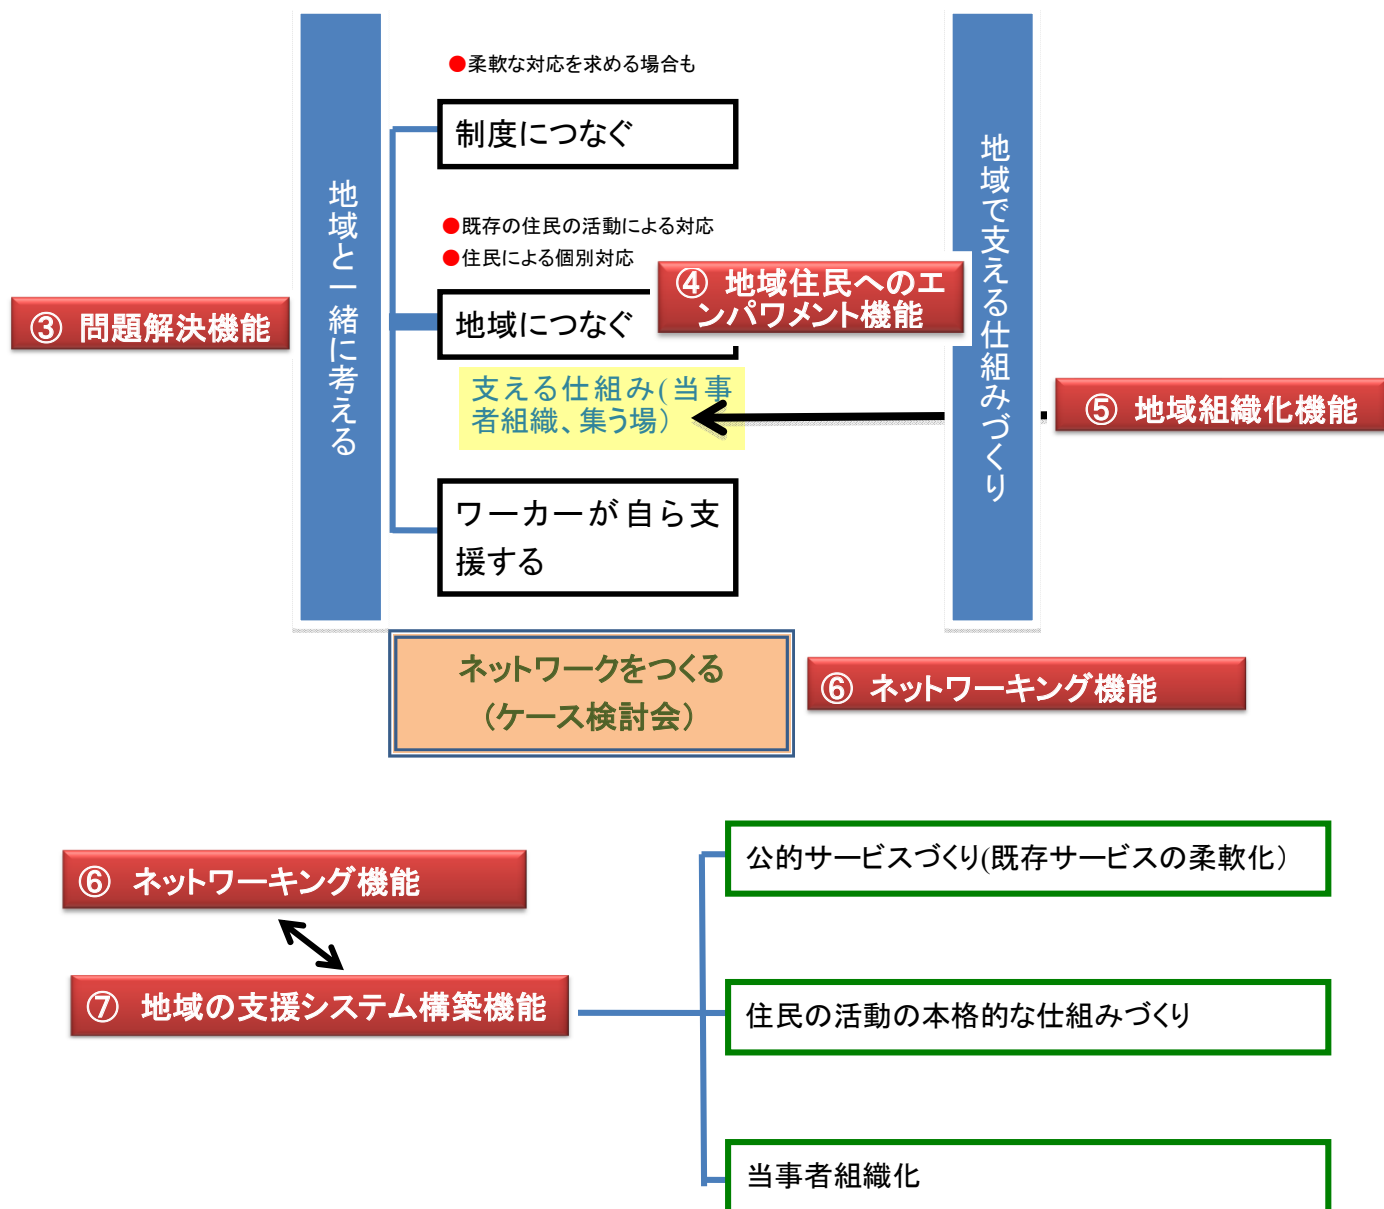 ●柔軟な対応を求める場合も
制度につなぐ
地域と一緒に考える
地域で支える仕組みづくり
●既存の住民の活動による対応
●住民による個別対応
③ 問題解決機能
地域につなぐ
④ 地域住民へのエ
ンパワメント機能
支える仕組み(当事
者組織、集う場)
⑤ 地域組織化機能
ワーカーが自ら支
援する
ネットワークをつくる
(ケース検討会)
⑥ ネットワーキング機能
⑥ ネットワーキング機能
⑦ 地域の支援システム構築機能
公的サービスづくり(既存サービスの柔軟化)
住民の活動の本格的な仕組みづくり
当事者組織化